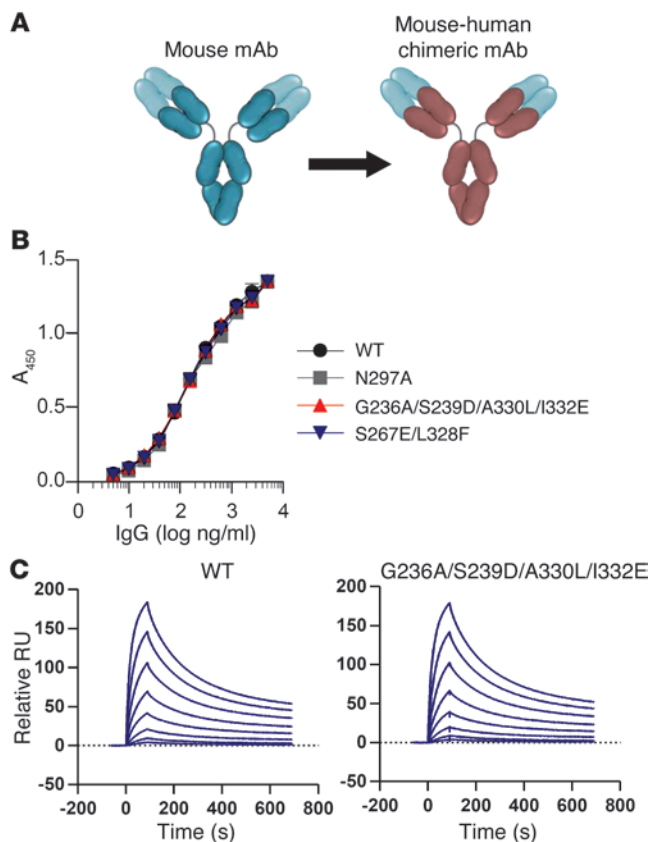 A
Mouse mAb
Mouse-human
chimeric mAb
B
1.5
1.0
0.5
0.0
A450
0 1 2 3 4
IgG (log ng/ml)
WT
N297A
G236A/S239D/A330L/I332E
S267E/L328F
C
WT
200
150
100
50
0
-50
Relative RU
-200 0 200 400 600 800
Time (s)
G236A/S239D/A330L/I332E
200
150
100
50
0
-50
-200 0 200 400 600 800
Time (s)